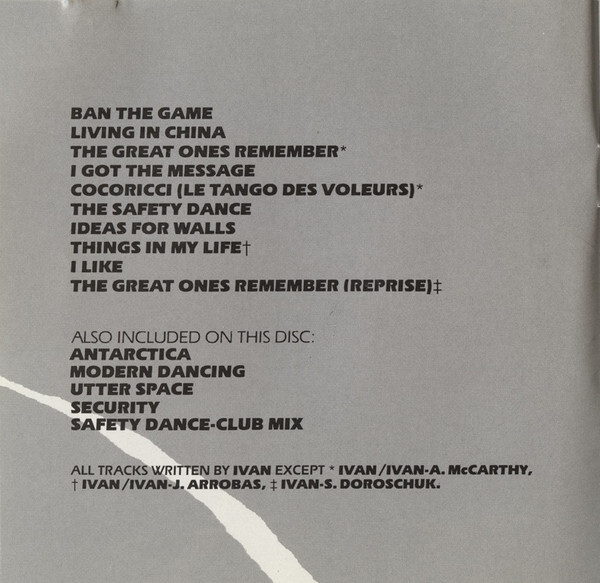 BAN THE GAME
LIVING IN CHINA
THE GREAT ONES REMEMBER*
I GOT THE MESSAGE
COCORICCI (LE TANGO DES VOLEURS)*
THE SAFETY DANCE
IDEAS FOR WALLS
THINGS IN MY LIFE†
I LIKE
THE GREAT ONES REMEMBER (REPRISE)‡
ALSO INCLUDED ON THIS DISC:
ANTARCTICA
MODERN DANCING
UTTER SPACE
SECURITY
SAFETY DANCE-CLUB MIX
ALL TRACKS WRITTEN BY IVAN EXCEPT * IVAN/IVAN-A. McCARTHY,
† IVAN/IVAN-J. ARROBAS, ‡ IVAN-S. DOROSCHUK.